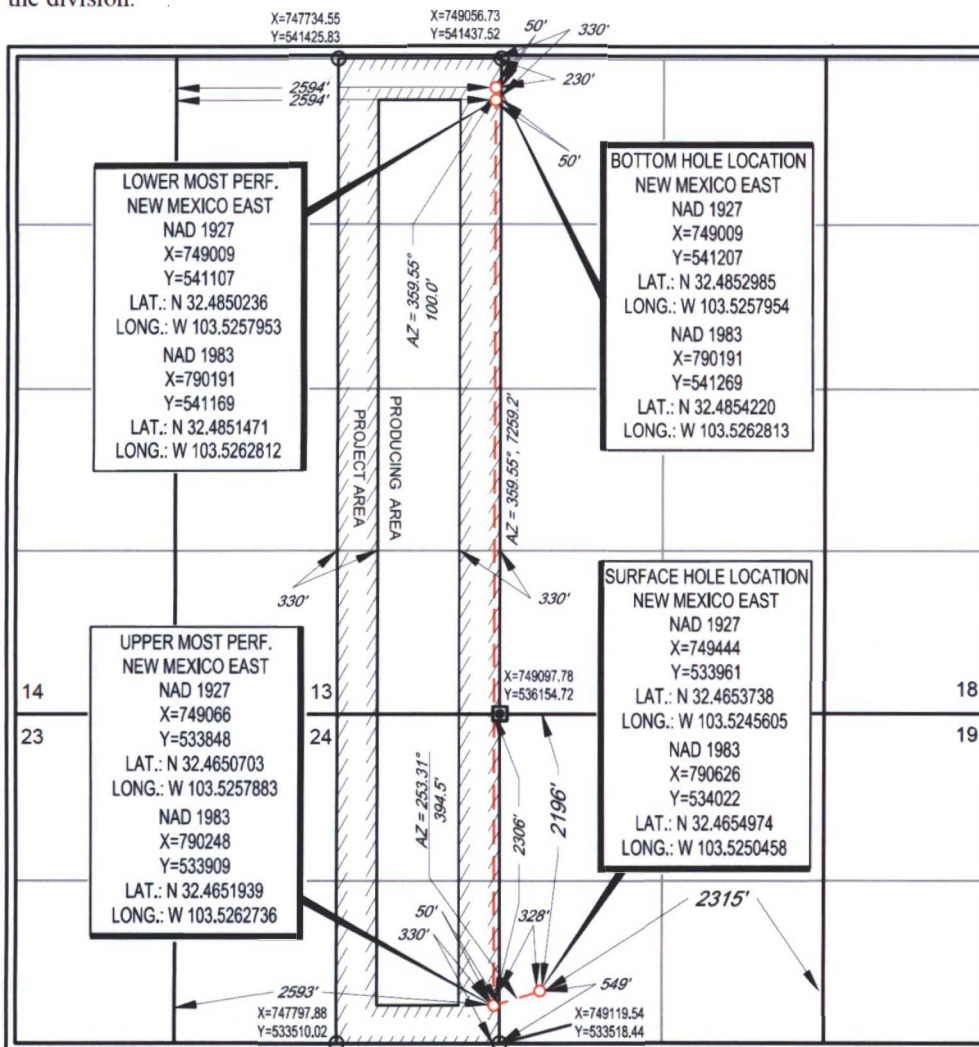 the division.
X=747734.55
Y=541425.83
X=749056.73
Y=541437.52
50'
330'
2594'
2594'
230'
50'
LOWER MOST PERF.
NEW MEXICO EAST
NAD 1927
X=749009
Y=541107
LAT.: N 32.4850236
LONG.: W 103.5257953
NAD 1983
X=790191
Y=541169
LAT.: N 32.4851471
LONG.: W 103.5262812
BOTTOM HOLE LOCATION
NEW MEXICO EAST
NAD 1927
X=749009
Y=541207
LAT.: N 32.4852985
LONG.: W 103.5257954
NAD 1983
X=790191
Y=541269
LAT.: N 32.4854220
LONG.: W 103.5262813
AZ = 359.55°
100.0'
PROJECT AREA
PRODUCING AREA
AZ = 359.55°, 7259.2'
330'
330'
UPPER MOST PERF.
NEW MEXICO EAST
NAD 1927
X=749066
Y=533848
LAT.: N 32.4650703
LONG.: W 103.5257883
NAD 1983
X=790248
Y=533909
LAT.: N 32.4651939
LONG.: W 103.5262736
SURFACE HOLE LOCATION
NEW MEXICO EAST
NAD 1927
X=749444
Y=533961
LAT.: N 32.4653738
LONG.: W 103.5245605
NAD 1983
X=790626
Y=534022
LAT.: N 32.4654974
LONG.: W 103.5250458
X=749097.78
Y=536154.72
14
13
18
23
24
19
AZ = 253.31°
394.5'
2306'
2196'
50'
330'
328'
2315'
2593'
549'
X=747797.88
Y=533510.02
X=749119.54
Y=533518.44